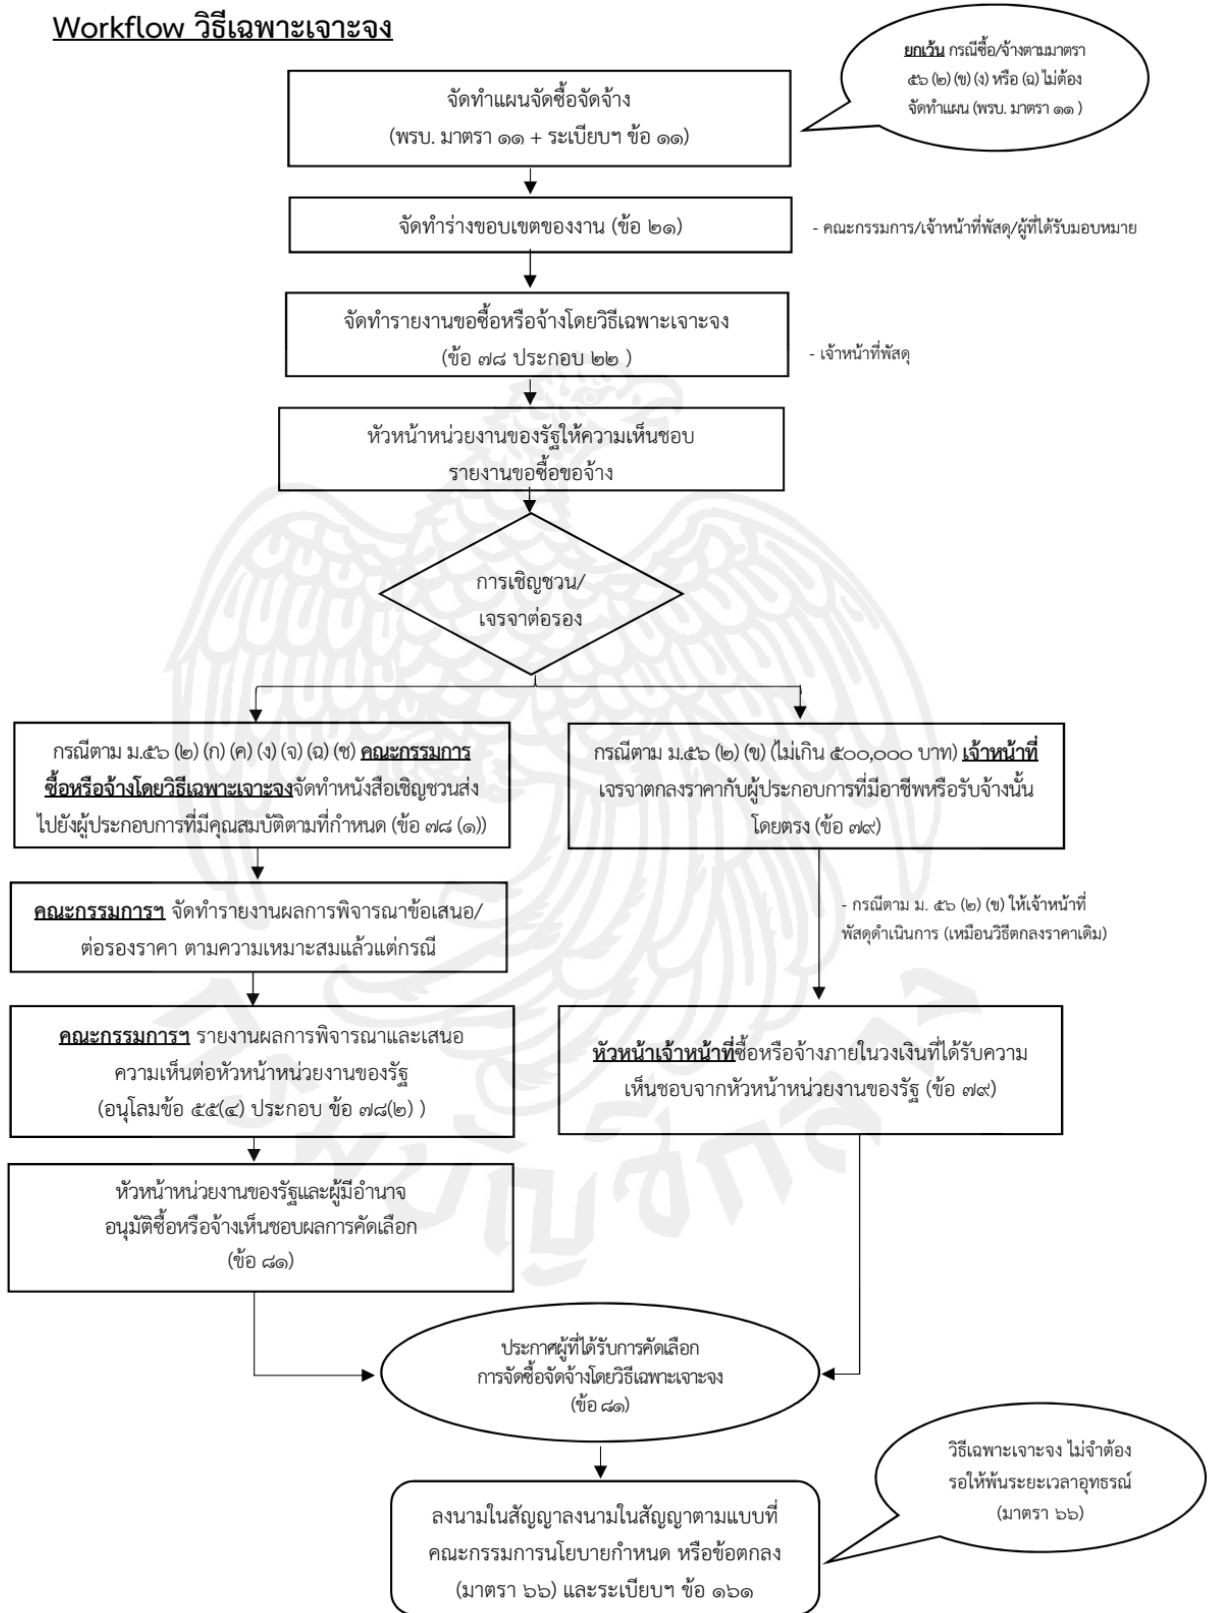 Workflow วิธีเฉพาะเจาะจง
ยกเว้น กรณีซื้อ/จ้างตามมาตรา
๕๖ (๒) (ข) (ง) หรือ (ฉ) ไม่ต้อง
จัดทำแผน (พรบ. มาตรา ๑๑ )
จัดทำแผนจัดซื้อจัดจ้าง
(พรบ. มาตรา ๑๑ + ระเบียบฯ ข้อ ๑๑)
จัดทำร่างขอบเขตของงาน (ข้อ ๒๑)
- คณะกรรมการ/เจ้าหน้าที่พัสดุ/ผู้ที่ได้รับมอบหมาย
จัดทำรายงานขอซื้อหรือจ้างโดยวิธีเฉพาะเจาะจง
(ข้อ ๗๘ ประกอบ ๒๒ )
- เจ้าหน้าที่พัสดุ
หัวหน้าหน่วยงานของรัฐให้ความเห็นชอบ
รายงานขอซื้อขอจ้าง
การเชิญชวน/
เจรจาต่อรอง
กรณีตาม ม.๕๖ (๒) (ก) (ค) (ง) (จ) (ฉ) (ช) คณะกรรมการ
ซื้อหรือจ้างโดยวิธีเฉพาะเจาะจงจัดทำหนังสือเชิญชวนส่ง
ไปยังผู้ประกอบการที่มีคุณสมบัติตามที่กำหนด (ข้อ ๗๘ (๑))
กรณีตาม ม.๕๖ (๒) (ข) (ไม่เกิน ๕๐๐,๐๐๐ บาท) เจ้าหน้าที่
เจรจาตกลงราคากับผู้ประกอบการที่มีอาชีพหรือรับจ้างนั้น
โดยตรง (ข้อ ๗๙)
คณะกรรมการฯ จัดทำรายงานผลการพิจารณาข้อเสนอ/
ต่อรองราคา ตามความเหมาะสมแล้วแต่กรณี
- กรณีตาม ม. ๕๖ (๒) (ข) ให้เจ้าหน้าที่
พัสดุดำเนินการ (เหมือนวิธีตกลงราคาเดิม)
คณะกรรมการฯ รายงานผลการพิจารณาและเสนอ
ความเห็นต่อหัวหน้าหน่วยงานของรัฐ
(อนุโลมข้อ ๕๕(๔) ประกอบ ข้อ ๗๘(๒) )
หัวหน้าเจ้าหน้าที่ซื้อหรือจ้างภายในวงเงินที่ได้รับความ
เห็นชอบจากหัวหน้าหน่วยงานของรัฐ (ข้อ ๗๙)
หัวหน้าหน่วยงานของรัฐและผู้มีอำนาจ
อนุมัติซื้อหรือจ้างเห็นชอบผลการคัดเลือก
(ข้อ ๘๑)
กรมบัญชีกลาง
ประกาศผู้ที่ได้รับการคัดเลือก
การจัดซื้อจัดจ้างโดยวิธีเฉพาะเจาะจง
(ข้อ ๘๑)
วิธีเฉพาะเจาะจง ไม่จำต้อง
รอให้พ้นระยะเวลาอุทธรณ์
(มาตรา ๖๖)
ลงนามในสัญญาลงนามในสัญญาตามแบบที่
คณะกรรมการนโยบายกำหนด หรือข้อตกลง
(มาตรา ๖๖) และระเบียบฯ ข้อ ๑๖๑